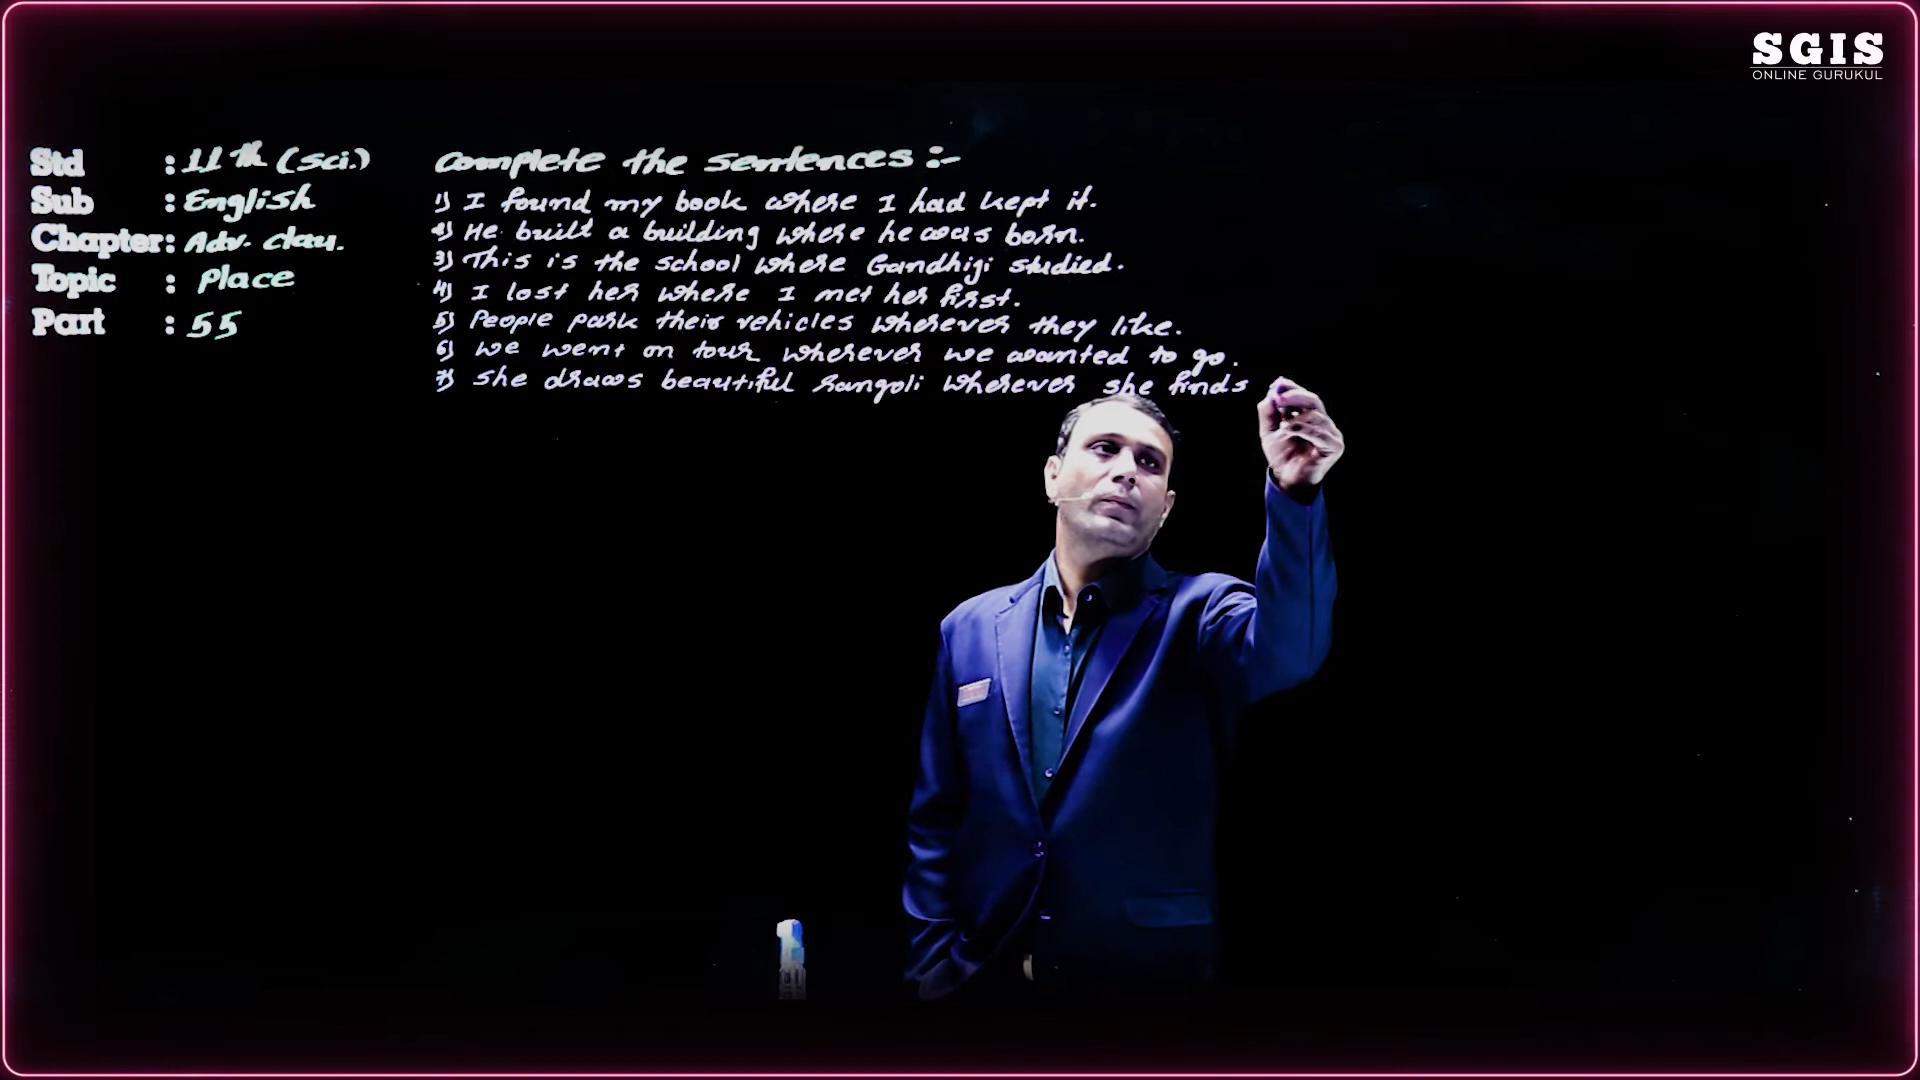 SGIS
ONLINE GURUKUL
Std : 11th (sci.)
Sub : English
Chapter : Adv. clau.
Topic : Place
Part : 55
Complete the sentences :-
1) I found my book where I had kept it.
2) He built a building where he was born.
3) This is the school where Gandhiji studied.
4) I lost her where I met her first.
5) People park their vehicles wherever they like.
6) we went on tour wherever we wanted to go.
7) She draws beautiful rangoli wherever she finds